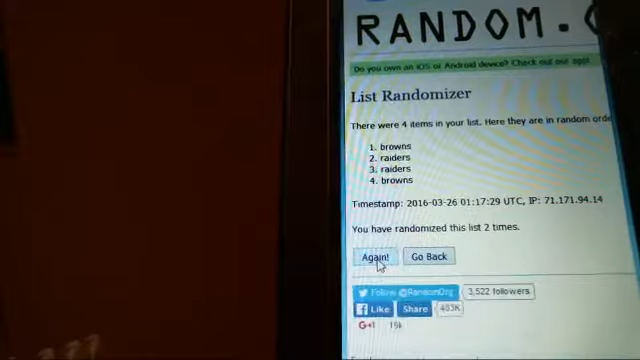 RANDOM.
Do you own an iOS or Android device? Check out our app!
List Randomizer
There were 4 items in your list. Here they are in random orde
1. browns
2. raiders
3. raiders
4. browns
Timestamp: 2016-03-26 01:17:29 UTC, IP: 71.171.94.14
You have randomized this list 2 times.
Again! Go Back
Follow @RandomOrg 3,522 followers
Like Share 403K
G+1 19k